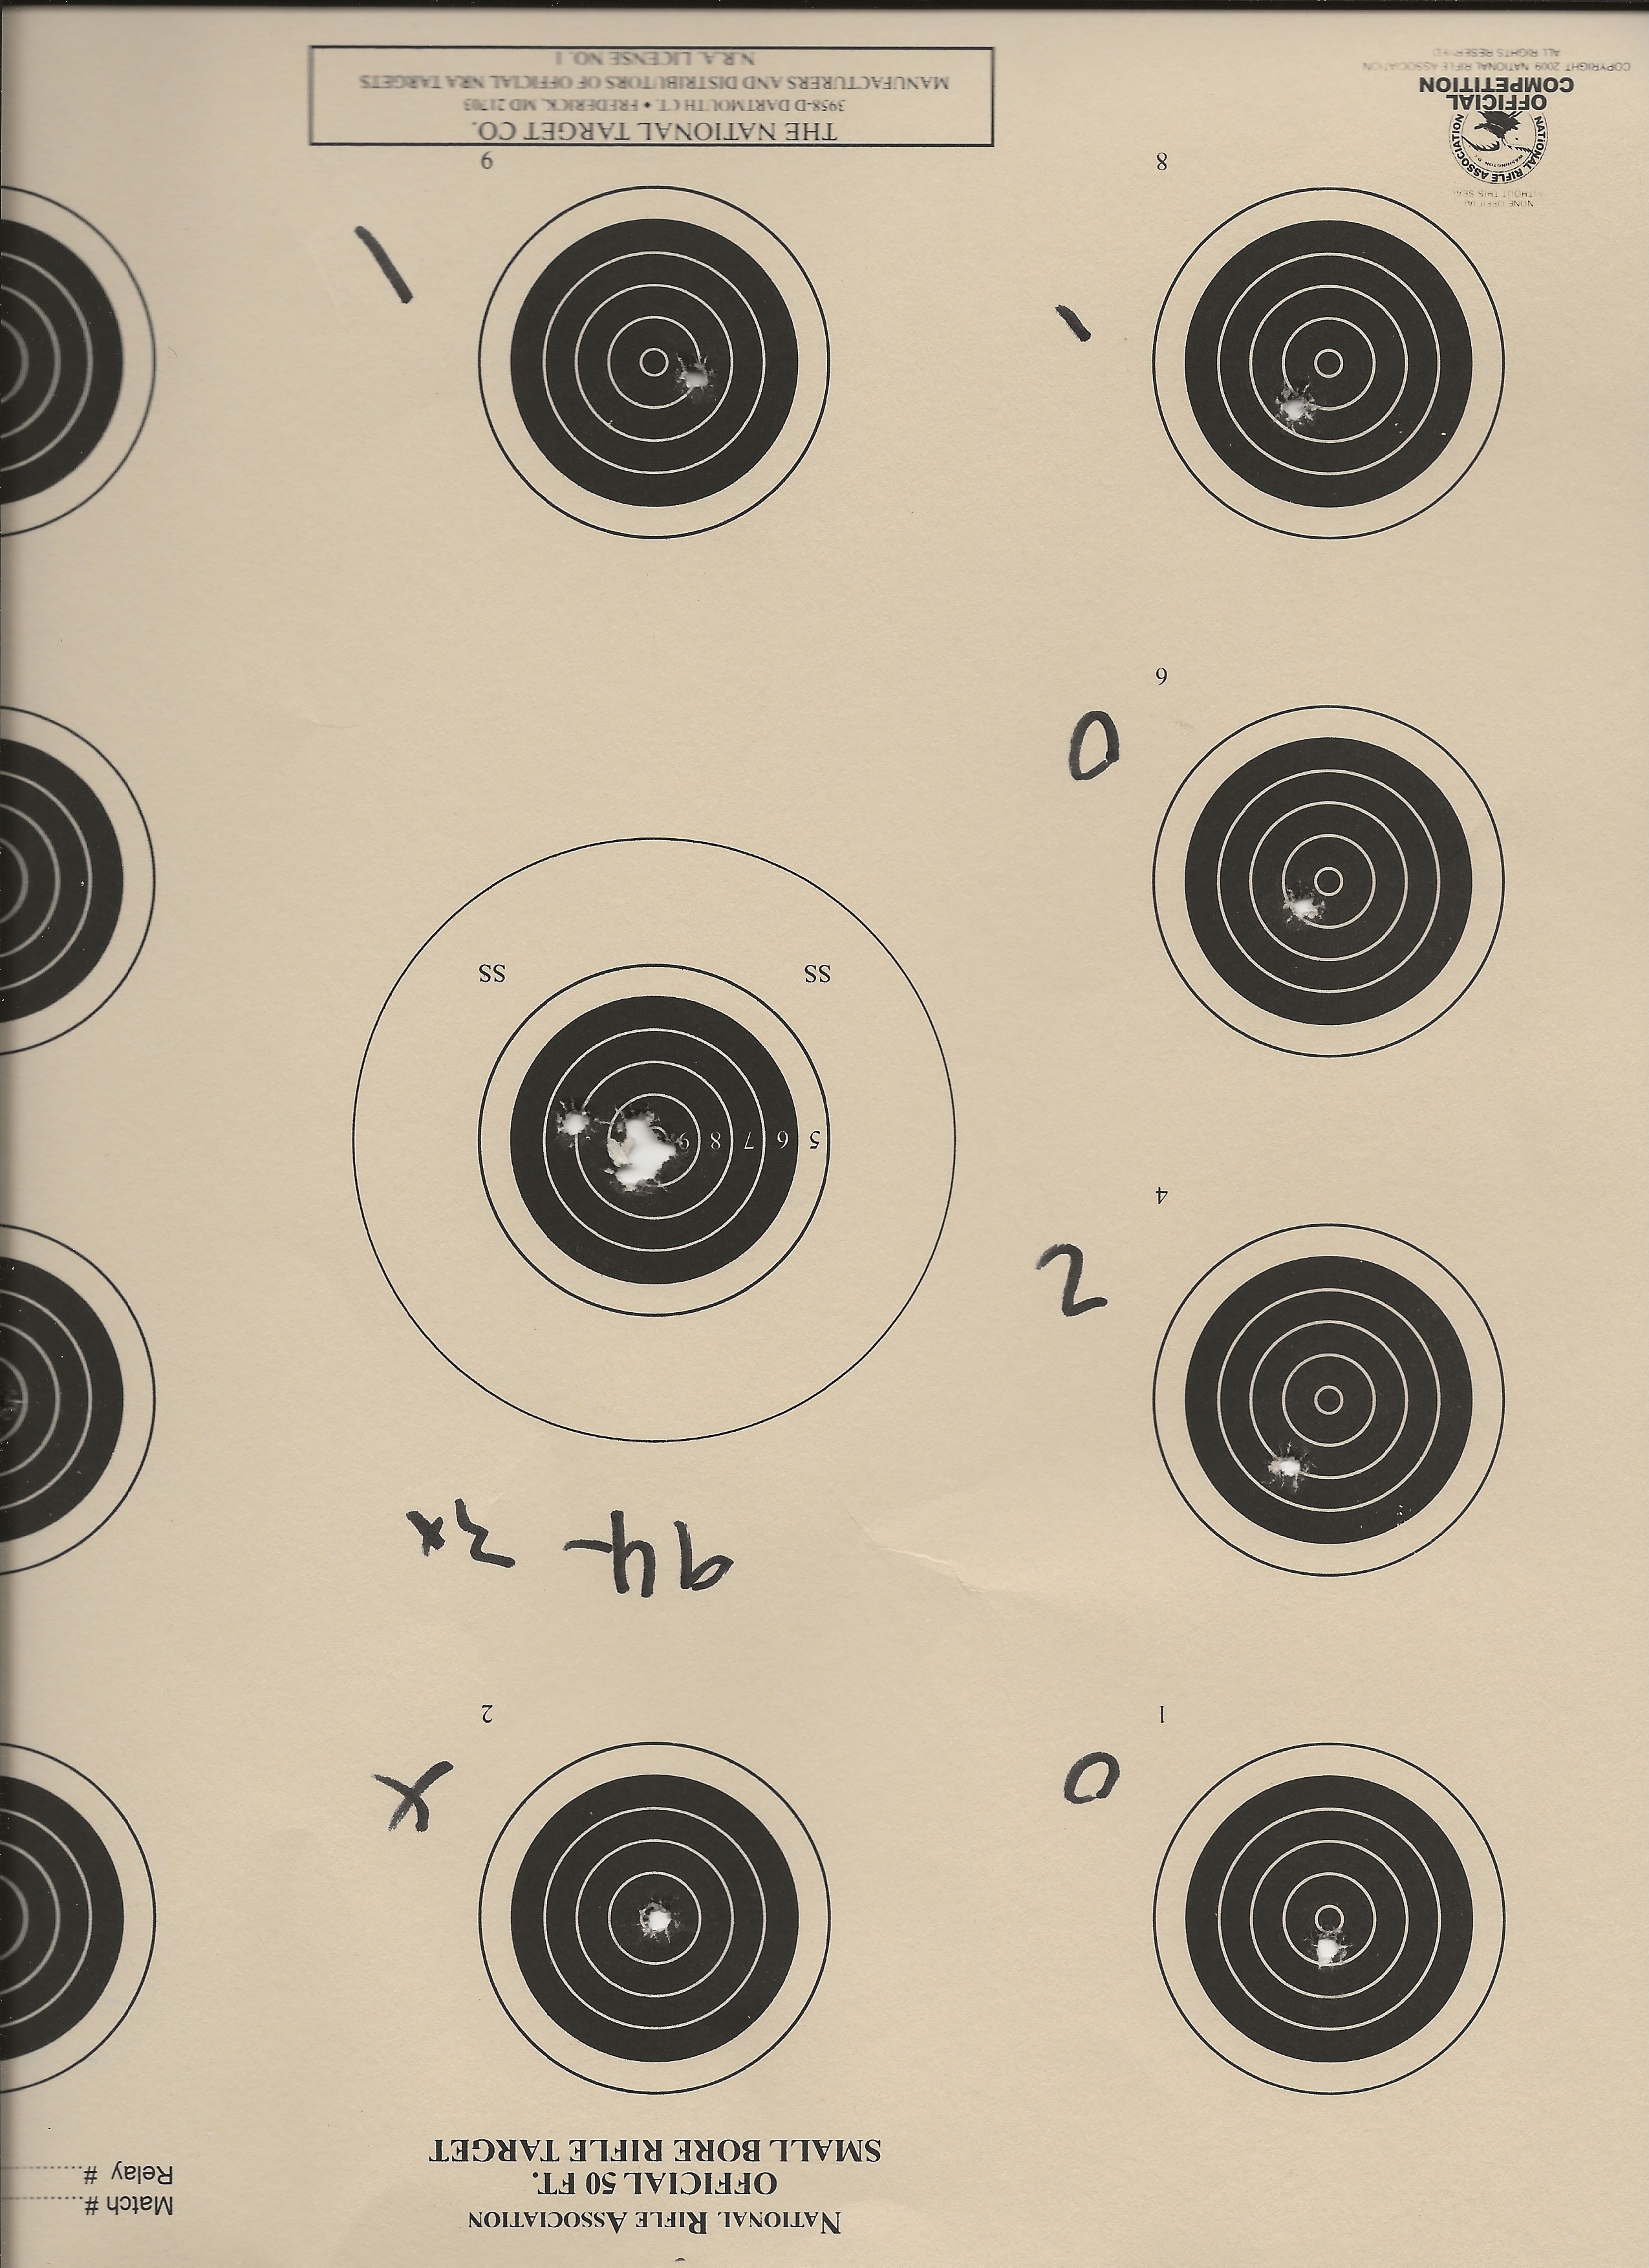 NATIONAL RIFLE ASSOCIATION
OFFICIAL 50 FT.
SMALL BORE RIFLE TARGET
Match #
Relay #
1
0
2
X
94-3x
4
2
SS
SS
5 6 7 8 9
6
0
8
1
9
1
NONE OFFICIAL
THIS SEAL
NATIONAL RIFLE ASSOCIATION
WASHINGTON D.C.
OFFICIAL
COMPETITION
COPYRIGHT 2009 NATIONAL RIFLE ASSOCIATION
ALL RIGHTS RESERVED
THE NATIONAL TARGET CO.
3958-D DARTMOUTH CT. • FREDERICK, MD 21703
MANUFACTURERS AND DISTRIBUTORS OF OFFICIAL NRA TARGETS
N.R.A. LICENSE NO. 1